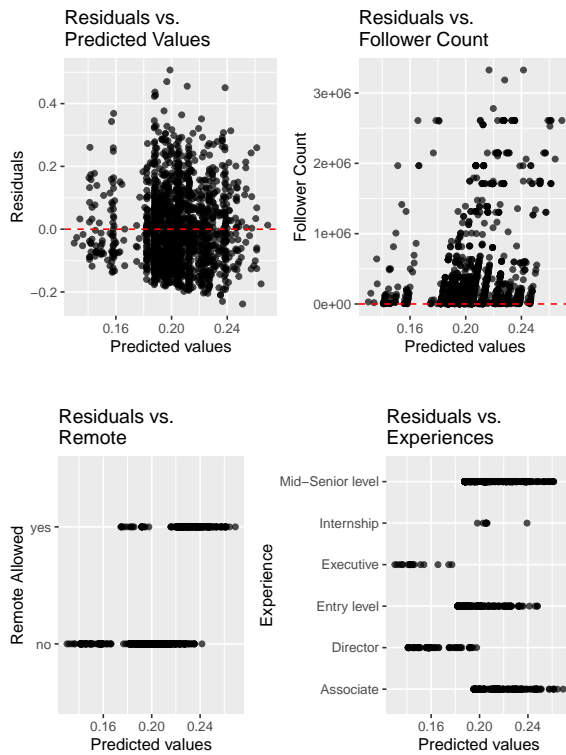 Residuals vs.
Predicted Values
Residuals
0.4
0.2
0.0
−0.2
0.16
0.20
0.24
Predicted values
Residuals vs.
Follower Count
Follower Count
3e+06
2e+06
1e+06
0e+00
0.16
0.20
0.24
Predicted values
Residuals vs.
Remote
Remote Allowed
yes
no
0.16
0.20
0.24
Predicted values
Residuals vs.
Experiences
Experience
Mid−Senior level
Internship
Executive
Entry level
Director
Associate
0.16
0.20
0.24
Predicted values